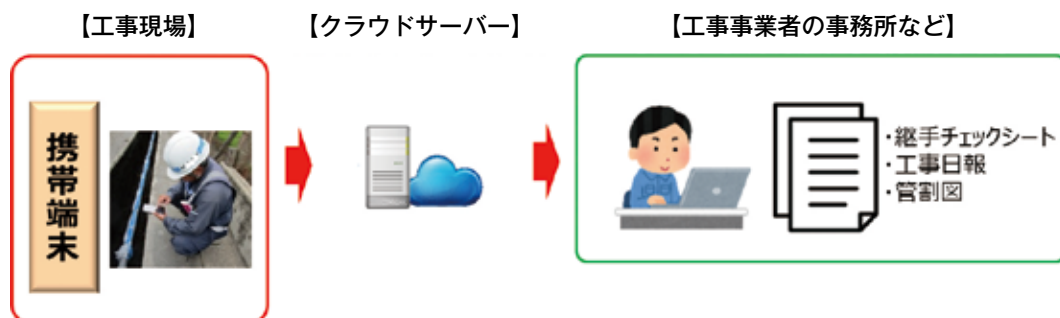 【工事現場】
【クラウドサーバー】
【工事事業者の事務所など】
携帯端末
・継手チェックシート
・工事日報
・管割図